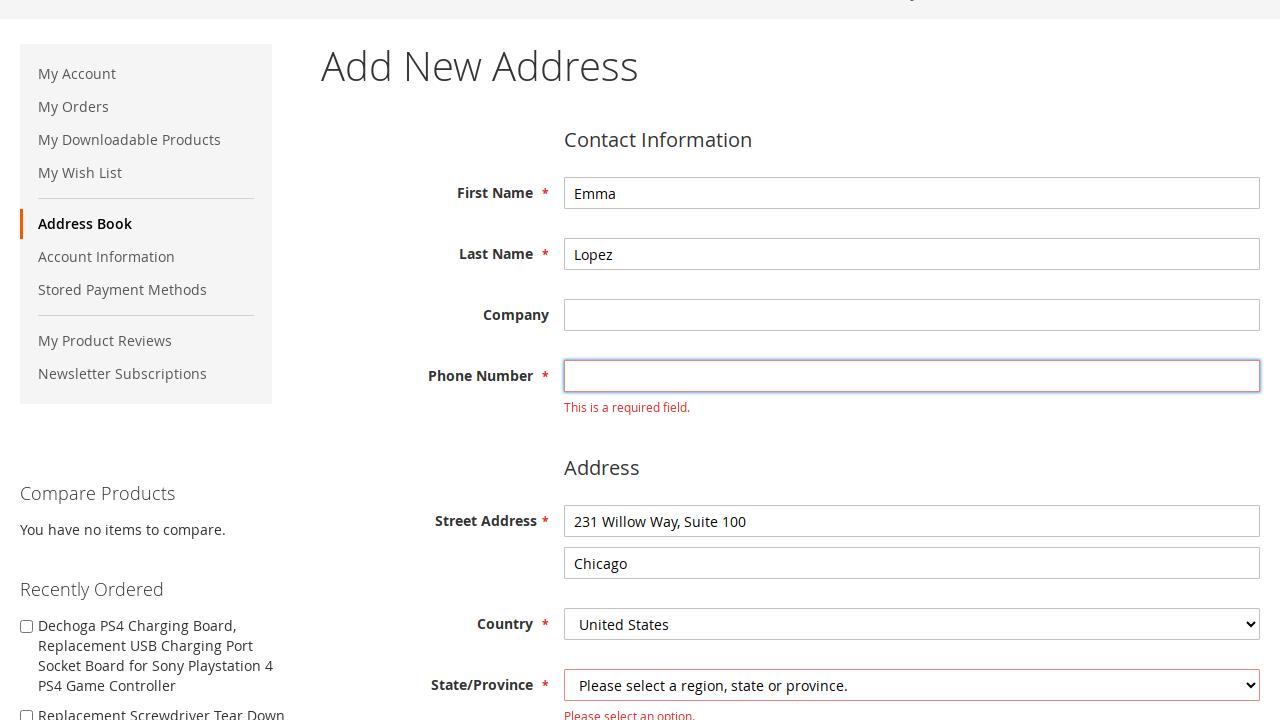 My Account
My Orders
My Downloadable Products
My Wish List
Address Book
Account Information
Stored Payment Methods
My Product Reviews
Newsletter Subscriptions
Compare Products
You have no items to compare.
Recently Ordered
Dechoga PS4 Charging Board,
Replacement USB Charging Port
Socket Board for Sony Playstation 4
PS4 Game Controller
Replacement Screwdriver Tear Down
Add New Address
Contact Information
First Name *
Emma
Last Name *
Lopez
Company
Phone Number *
This is a required field.
Address
Street Address *
231 Willow Way, Suite 100
Chicago
Country *
United States
State/Province *
Please select a region, state or province.
Please select an option.